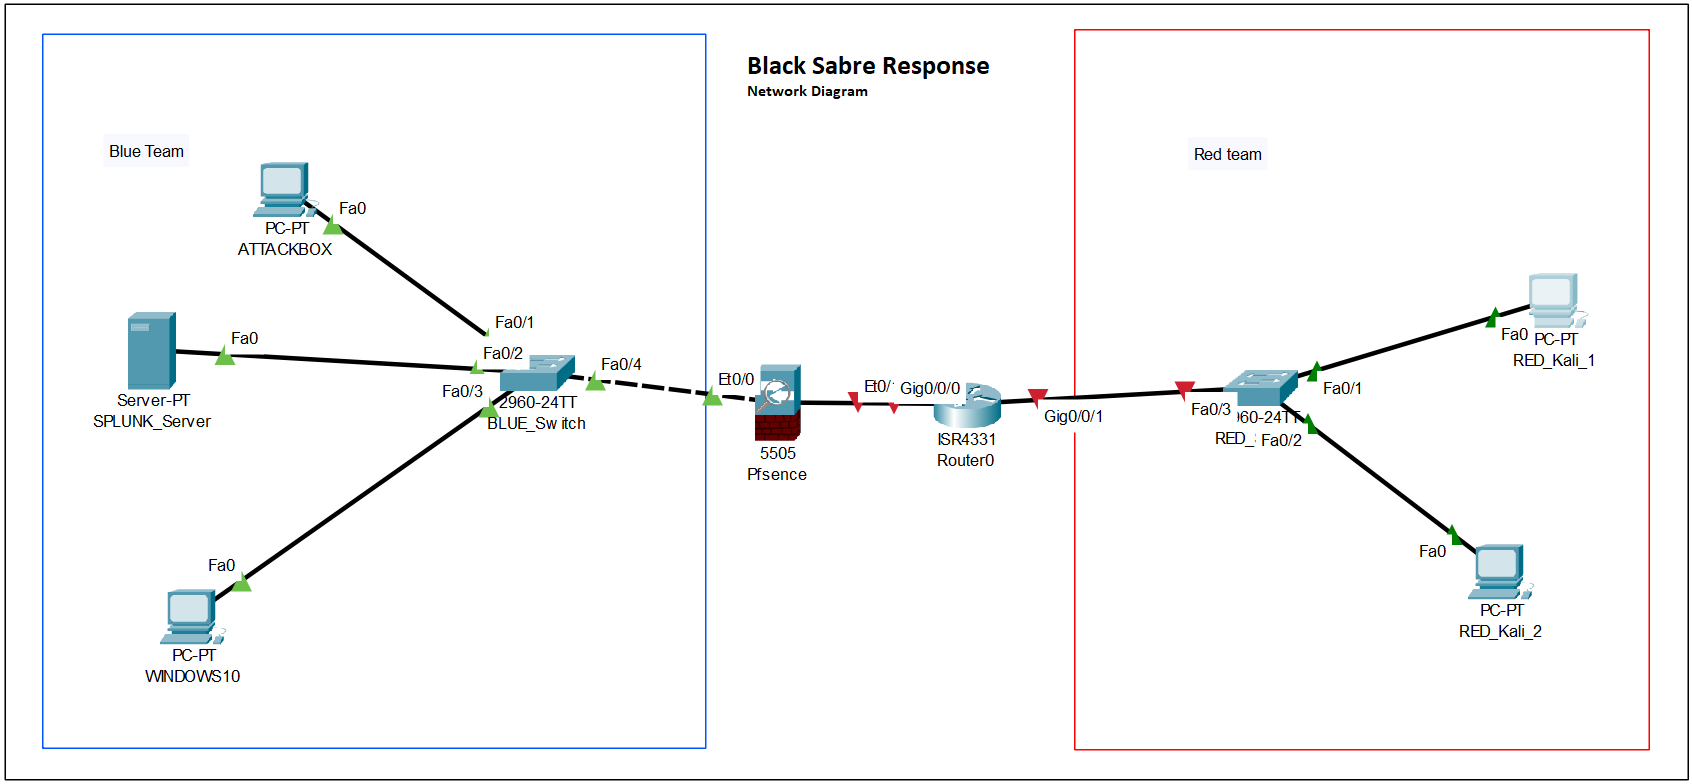 Black Sabre Response
Network Diagram
Blue Team
Red team
Fa0
PC-PT
ATTACKBOX
Fa0/1
Fa0
Fa0/2
Fa0/4
Fa0/3
2960-24TT
BLUE_Switch
Server-PT
SPLUNK_Server
Fa0
PC-PT
WINDOWS10
Et0/0
5505
Pfsence
Et0/
Gig0/0/0
ISR4331
Router0
Gig0/0/1
Fa0/3
960-24TT
RED_
Fa0/1
Fa0/2
Fa0
PC-PT
RED_Kali_1
Fa0
PC-PT
RED_Kali_2